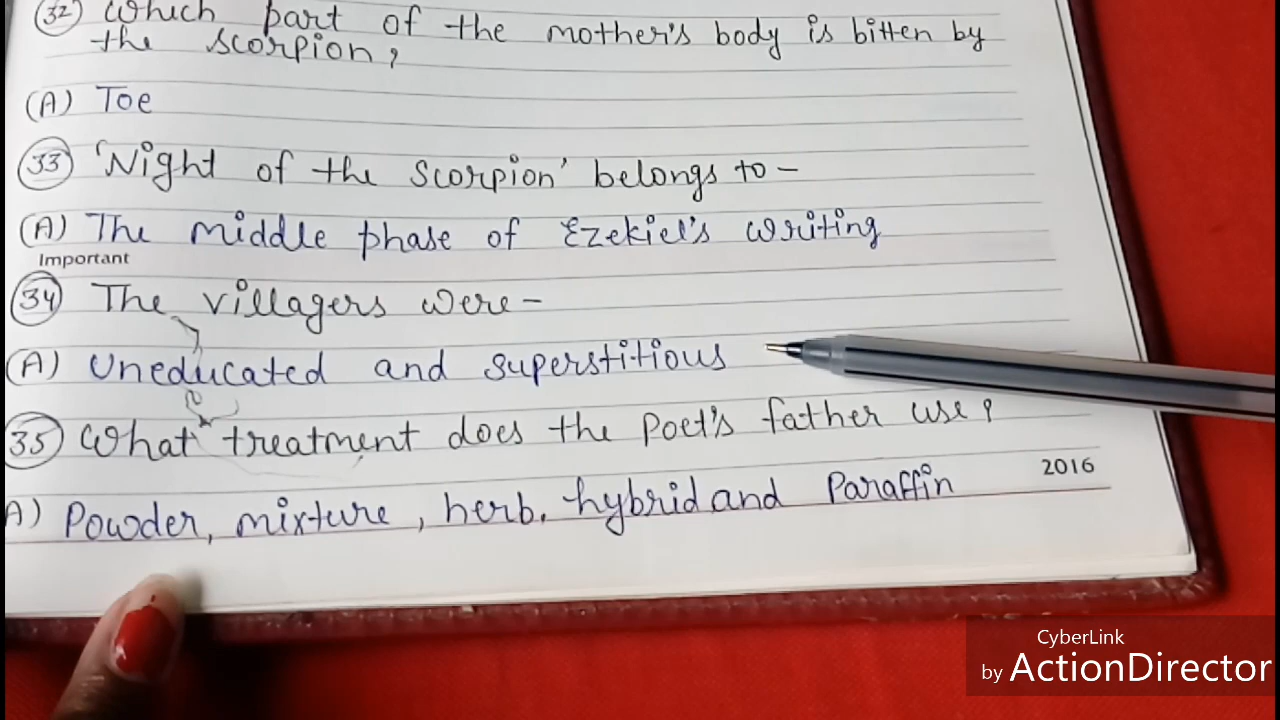 (32) Which part of the mother's body is bitten by
the scorpion?
(A) Toe
(33) 'Night of the Scorpion' belongs to -
(A) The middle phase of Ezekiel's writing
Important
(34) The villagers were -
(A) Uneducated and superstitious
(35) What treatment does the Poet's father use?
2016
A) Powder, mixture, herb, hybrid and Paraffin
CyberLink
by ActionDirector